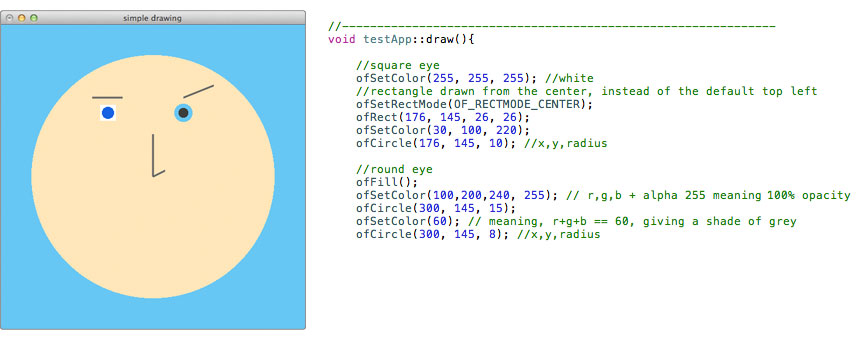 simple drawing
//--------------------------------------------------------------
void testApp::draw(){
//square eye
ofSetColor(255, 255, 255); //white
//rectangle drawn from the center, instead of the default top left
ofSetRectMode(OF_RECTMODE_CENTER);
ofRect(176, 145, 26, 26);
ofSetColor(30, 100, 220);
ofCircle(176, 145, 10); //x,y,radius
//round eye
ofFill();
ofSetColor(100,200,240, 255); // r,g,b + alpha 255 meaning 100% opacity
ofCircle(300, 145, 15);
ofSetColor(60); // meaning, r+g+b == 60, giving a shade of grey
ofCircle(300, 145, 8); //x,y,radius